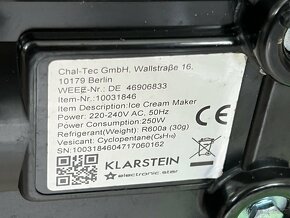 Chal-Tec GmbH, Wallstraße 16,
10179 Berlin
WEEE-Nr.: DE 46906833
Item-Nr.:10031846
Item Description:Ice Cream Maker
Power: 220-240V AC, 50Hz
Power Consumption:250W
Refrigerant(Weight): R600a (30g)
Vesicant: Cyclopentane(C₅H₁₀)
SN:1003184604717060162
KLARSTEIN
electronic.star
CE